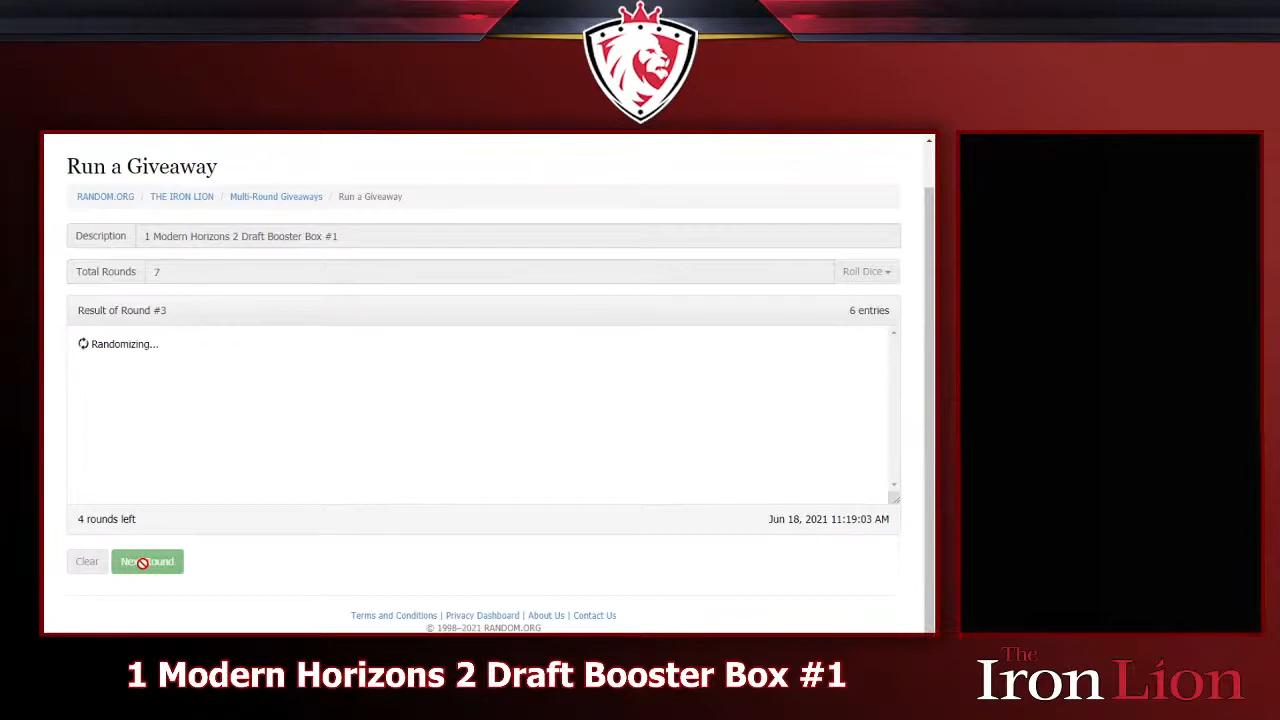 Run a Giveaway
RANDOM.ORG / THE IRON LION / Multi-Round Giveaways / Run a Giveaway
Description 1 Modern Horizons 2 Draft Booster Box #1
Total Rounds 7 Roll Dice
Result of Round #3 6 entries
Randomizing...
4 rounds left Jun 18, 2021 11:19:03 AM
Clear Next Round
Terms and Conditions | Privacy Dashboard | About Us | Contact Us
© 1998–2021 RANDOM.ORG
1 Modern Horizons 2 Draft Booster Box #1
The
Iron Lion